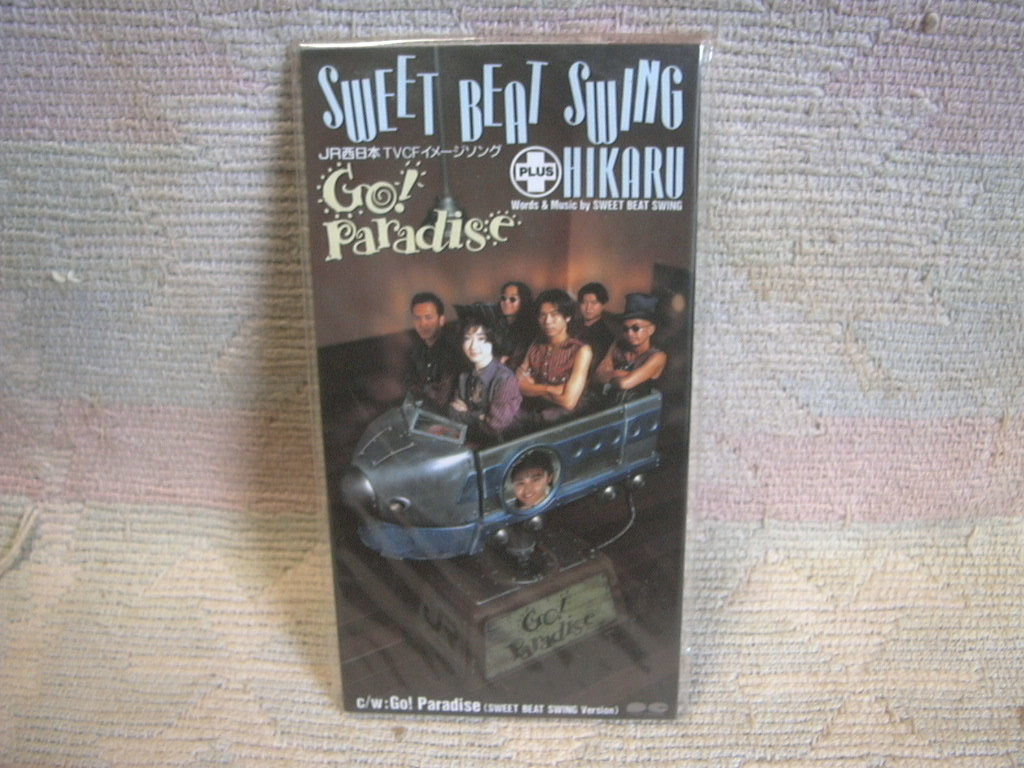 SWEET BEAT SWING
JR西日本 TVCFイメージソング
PLUS HIKARU
Words & Music by SWEET BEAT SWING
Go!
Paradise
Go!
Paradise
c/w:Go! Paradise (SWEET BEAT SWING Version)